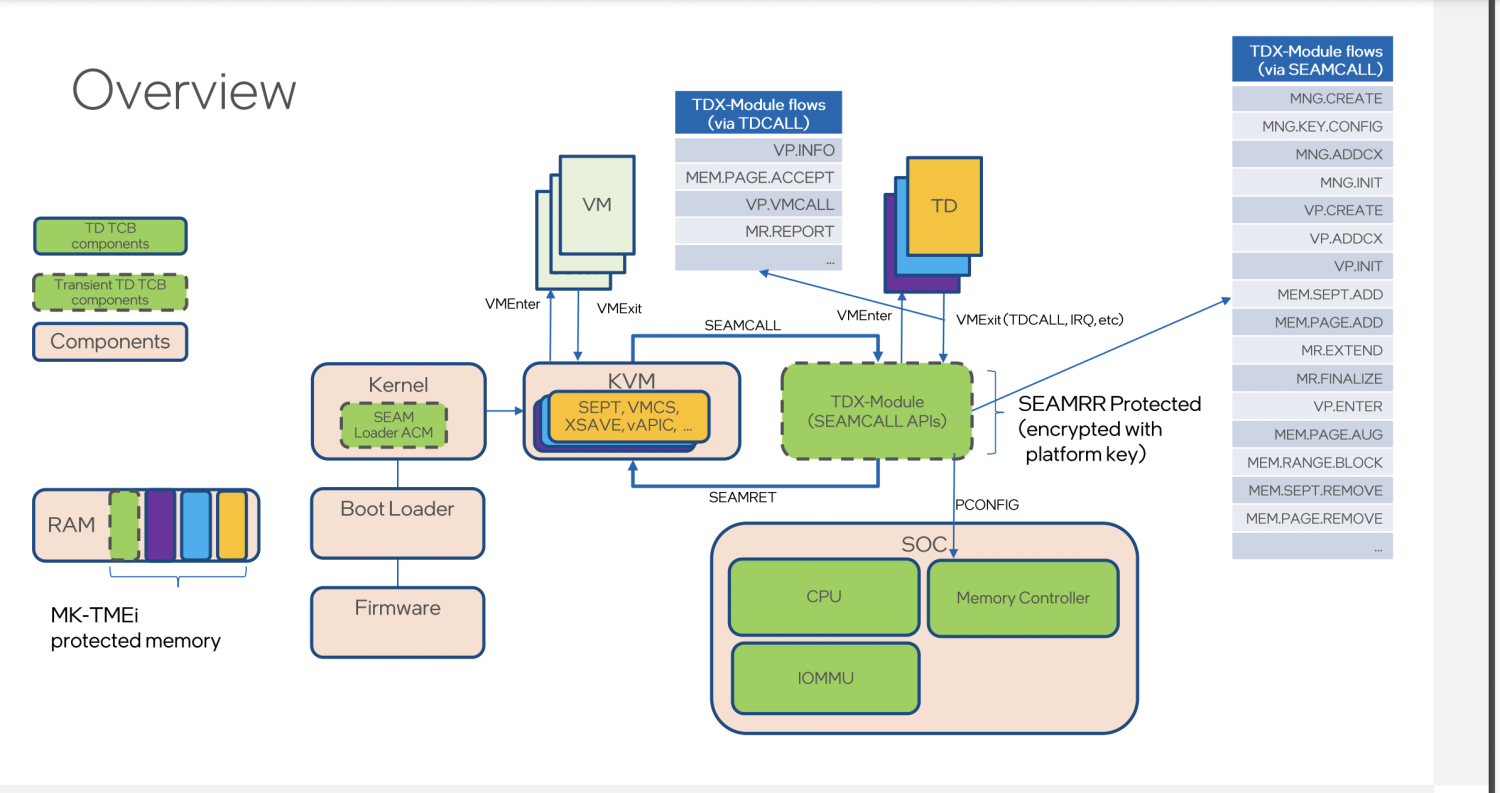 Overview
TD TCB
components
Transient TD TCB
components
Components
VM
VMEnter
VMExit
TDX-Module flows
(via TDCALL)
VP.INFO
MEM.PAGE.ACCEPT
VP.VMCALL
MR.REPORT
...
TD
VMEnter
VMExit (TDCALL, IRQ, etc)
SEAMCALL
Kernel
SEAM
Loader ACM
KVM
SEPT, VMCS,
XSAVE, vAPIC, ...
TDX-Module
(SEAMCALL APIs)
SEAMRR Protected
(encrypted with
platform key)
SEAMRET
PCONFIG
RAM
MK-TMEi
protected memory
Boot Loader
Firmware
SOC
CPU
Memory Controller
IOMMU
TDX-Module flows
(via SEAMCALL)
MNG.CREATE
MNG.KEY.CONFIG
MNG.ADDCX
MNG.INIT
VP.CREATE
VP.ADDCX
VP.INIT
MEM.SEPT.ADD
MEM.PAGE.ADD
MR.EXTEND
MR.FINALIZE
VP.ENTER
MEM.PAGE.AUG
MEM.RANGE.BLOCK
MEM.SEPT.REMOVE
MEM.PAGE.REMOVE
...